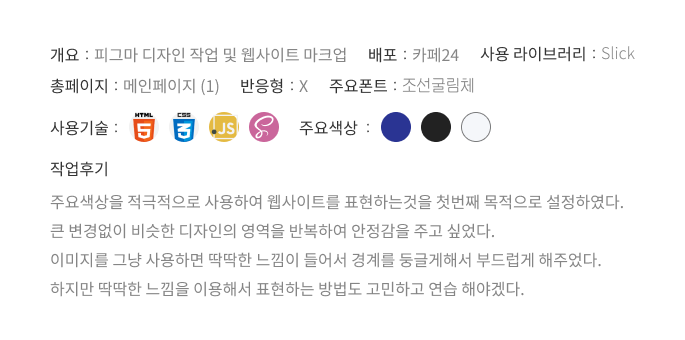 개요 : 피그마 디자인 작업 및 웹사이트 마크업 배포 : 카페24 사용 라이브러리 : Slick
총페이지 : 메인페이지 (1) 반응형 : X 주요폰트 : 조선굴림체
사용기술 : HTML 5 CSS 3 JS S 주요색상 :
작업후기
주요색상을 적극적으로 사용하여 웹사이트를 표현하는것을 첫번째 목적으로 설정하였다.
큰 변경없이 비슷한 디자인의 영역을 반복하여 안정감을 주고 싶었다.
이미지를 그냥 사용하면 딱딱한 느낌이 들어서 경계를 둥글게해서 부드럽게 해주었다.
하지만 딱딱한 느낌을 이용해서 표현하는 방법도 고민하고 연습 해야겠다.